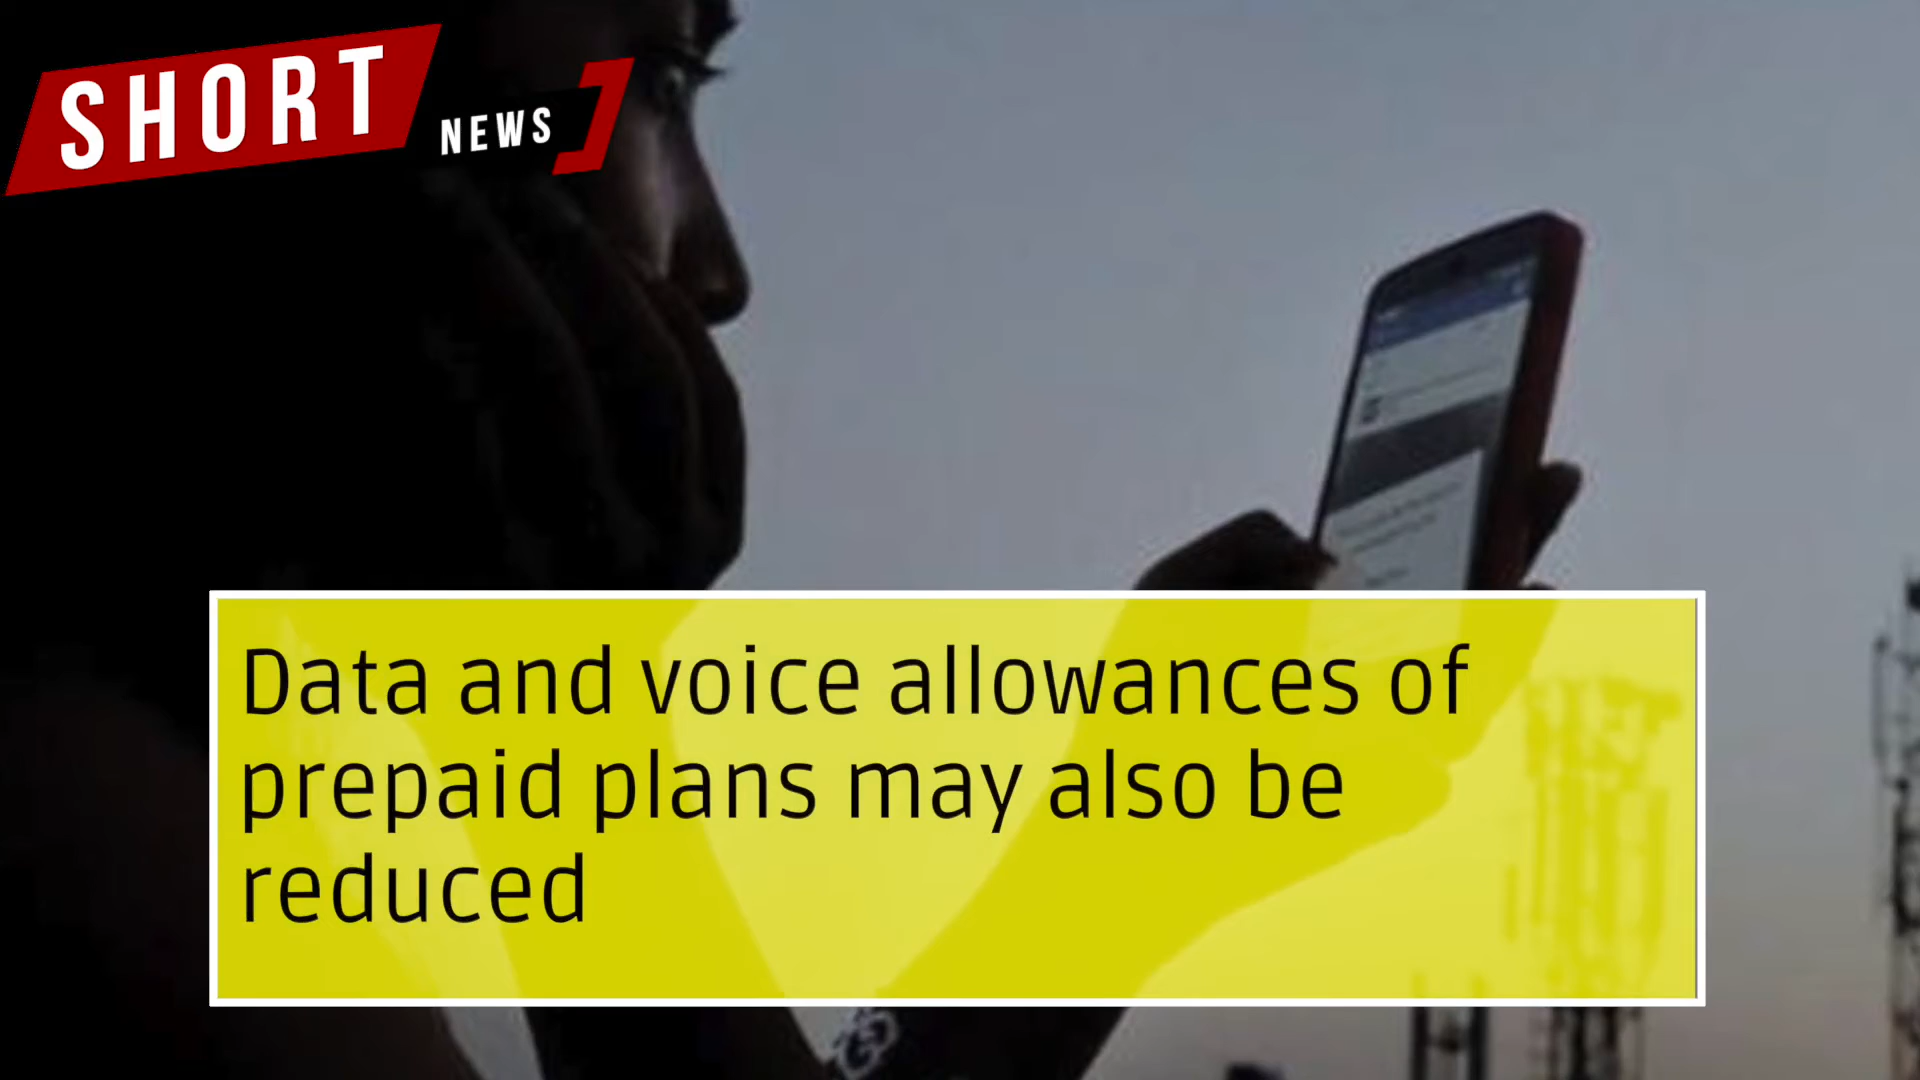 SHORT
NEWS
Data and voice allowances of
prepaid plans may also be
reduced